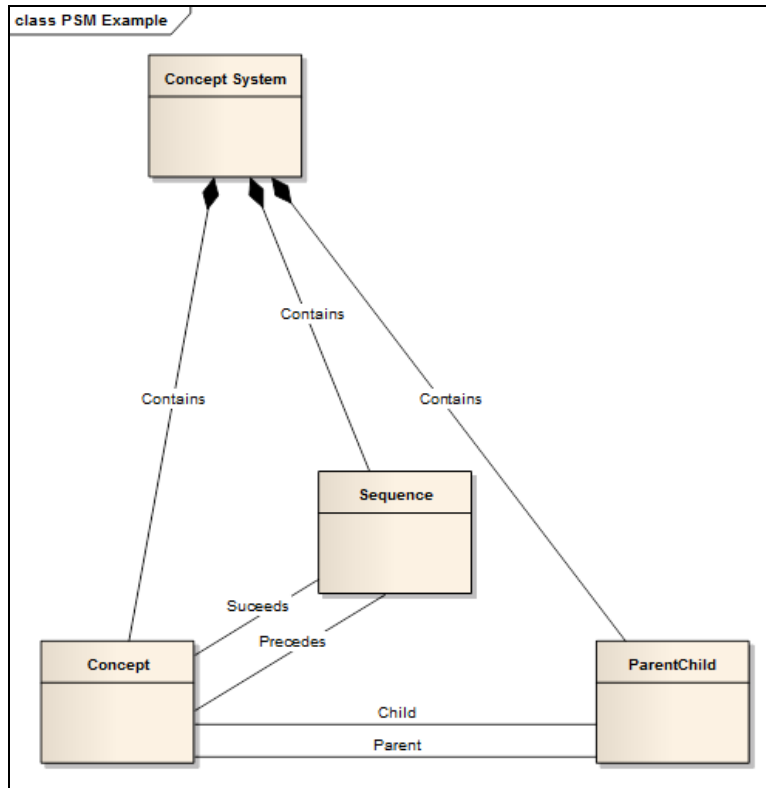 class PSM Example
Concept System
Contains
Contains
Contains
Sequence
Suceeds
Precedes
Concept
ParentChild
Child
Parent